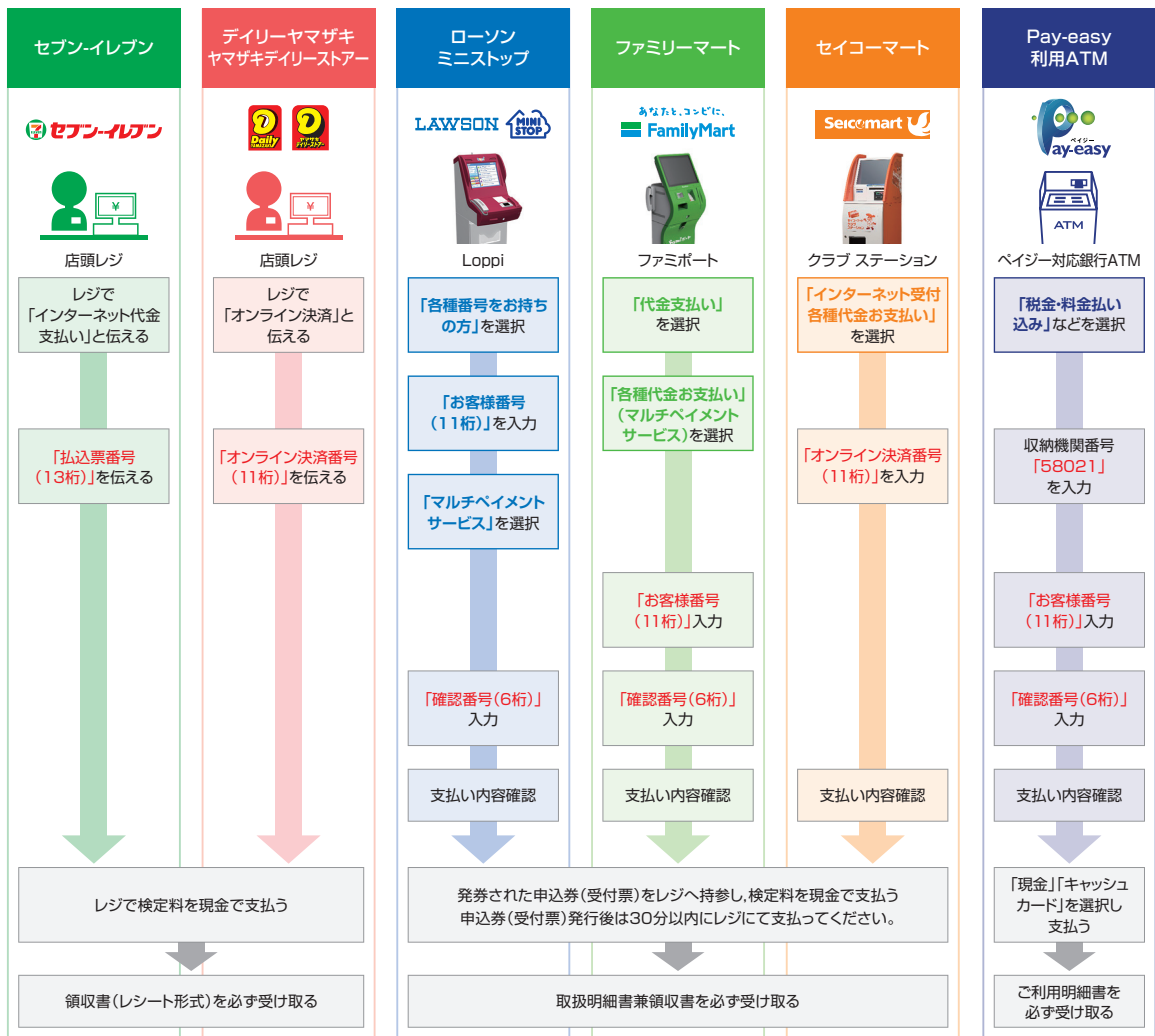 セブン-イレブン
デイリーヤマザキ
ヤマザキデイリーストアー
ローソン
ミニストップ
ファミリーマート
セイコーマート
Pay-easy
利用ATM
セブン-イレブン
Daily
YAMAZAKI
ヤマザキ
デイリーストアー
LAWSON
MINI
STOP
あなたと、コンビに、
FamilyMart
Seicomart
ペイジー
Pay-easy
¥
¥
ATM
店頭レジ
店頭レジ
Loppi
ファミポート
クラブ ステーション
ペイジー対応銀行ATM
レジで
「インターネット代金
支払い」と伝える
「払込票番号
(13桁)」を伝える
レジで
「オンライン決済」と
伝える
「オンライン決済番号
(11桁)」を伝える
「各種番号をお持ち
の方」を選択
「お客様番号
(11桁)」を入力
「マルチペイメント
サービス」を選択
「確認番号(6桁)」
入力
支払い内容確認
「代金支払い」
を選択
「各種代金お支払い」
(マルチペイメント
サービス)を選択
「お客様番号
(11桁)」入力
「確認番号(6桁)」
入力
支払い内容確認
「インターネット受付
各種代金お支払い」
を選択
「オンライン決済番号
(11桁)」を入力
支払い内容確認
「税金・料金払い
込み」などを選択
収納機関番号
「58021」
を入力
「お客様番号
(11桁)」入力
「確認番号(6桁)」
入力
支払い内容確認
レジで検定料を現金で支払う
発券された申込券(受付票)をレジへ持参し,検定料を現金で支払う
申込券(受付票)発行後は30分以内にレジにて支払ってください。
「現金」「キャッシュ
カード」を選択し
支払う
領収書(レシート形式)を必ず受け取る
取扱明細書兼領収書を必ず受け取る
ご利用明細書を
必ず受け取る